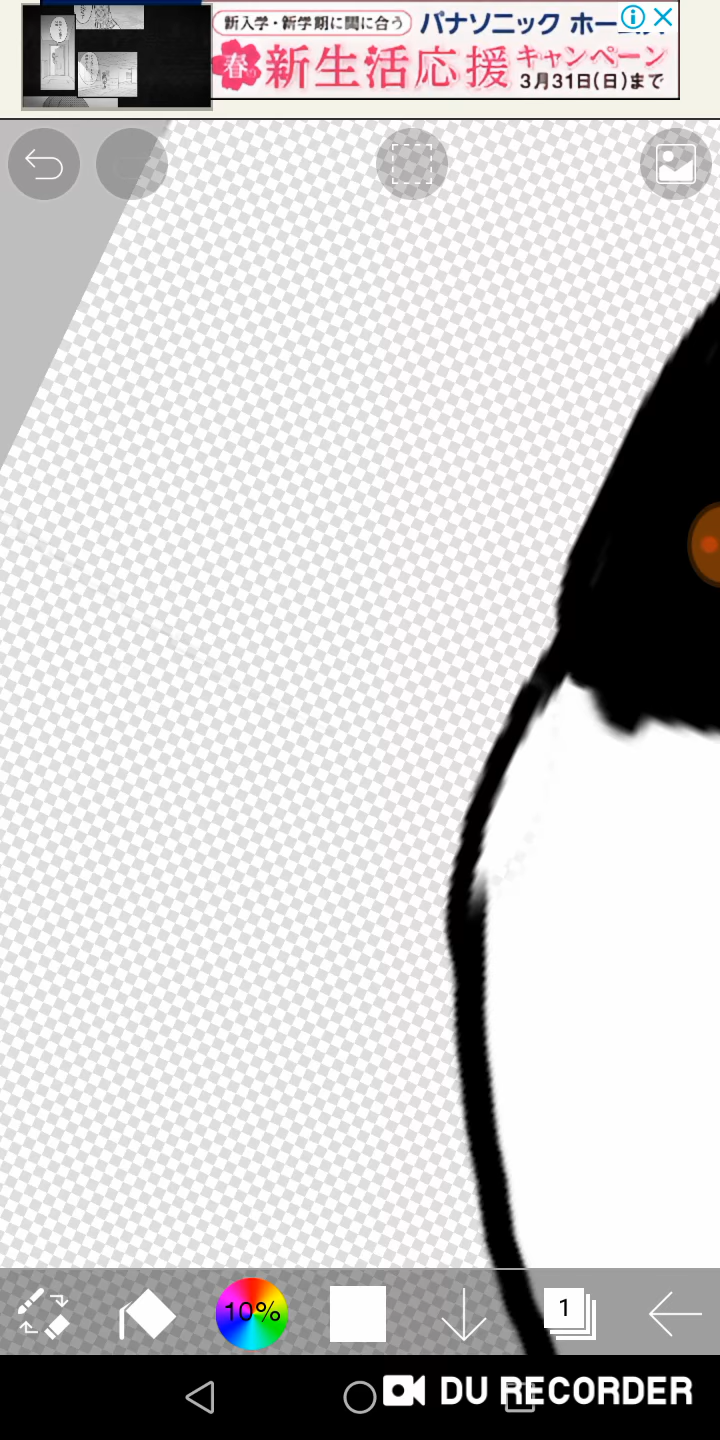 新入学・新学期に間に合う
パナソニック ホー
春の
新生活応援
キャンペーン
3月31日(日)まで
10%
1
DU RECORDER